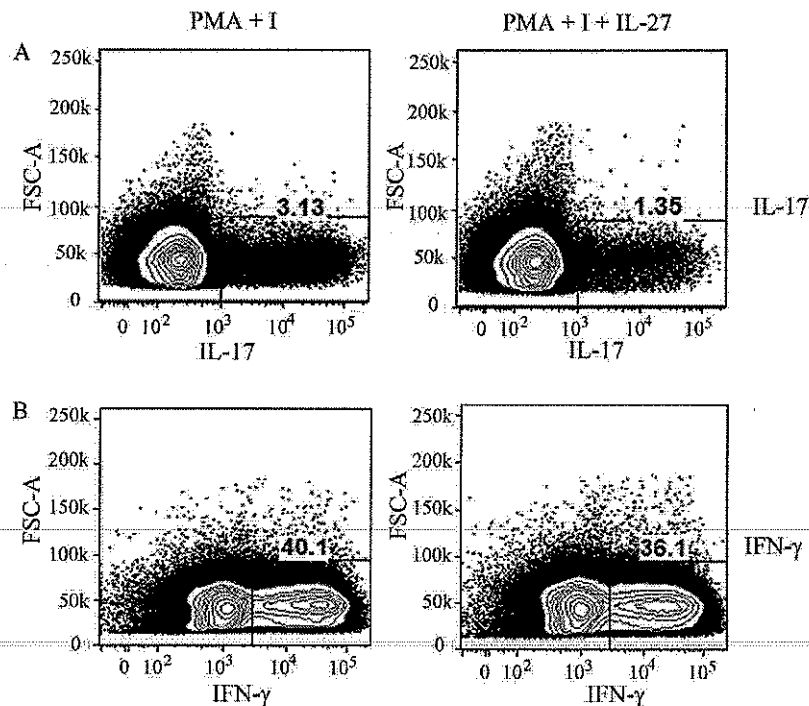 PMA + I
PMA + I + IL-27
A
250k
200k
150k
100k
50k
0
FSC-A
3.13
0 10² 10³ 10⁴ 10⁵
IL-17
250k
200k
150k
100k
50k
0
FSC-A
1.35
0 10² 10³ 10⁴ 10⁵
IL-17
IL-17
B
250k
200k
150k
100k
50k
0
FSC-A
40.1
0 10² 10³ 10⁴ 10⁵
IFN-γ
250k
200k
150k
100k
50k
0
FSC-A
36.1
0 10² 10³ 10⁴ 10⁵
IFN-γ
IFN-γ